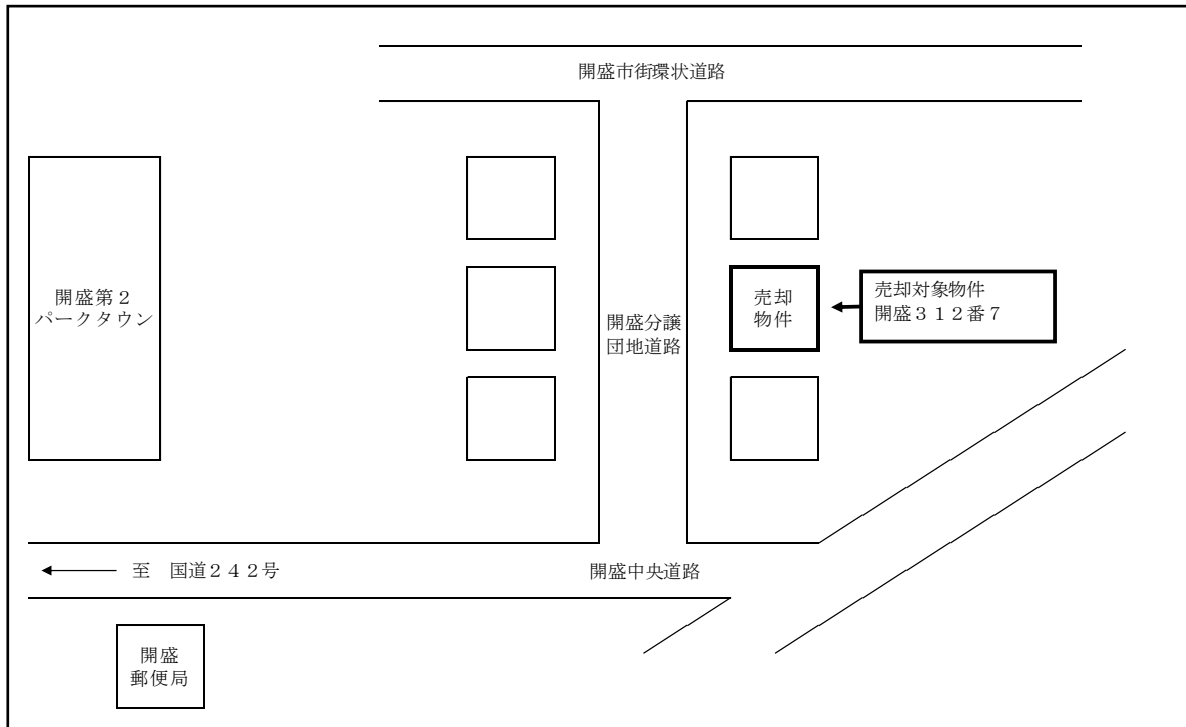 開盛市街環状道路
開盛第２
パークタウン
開盛分譲
団地道路
売却
物件
売却対象物件
開盛３１２番７
至　国道２４２号
開盛中央道路
開盛
郵便局